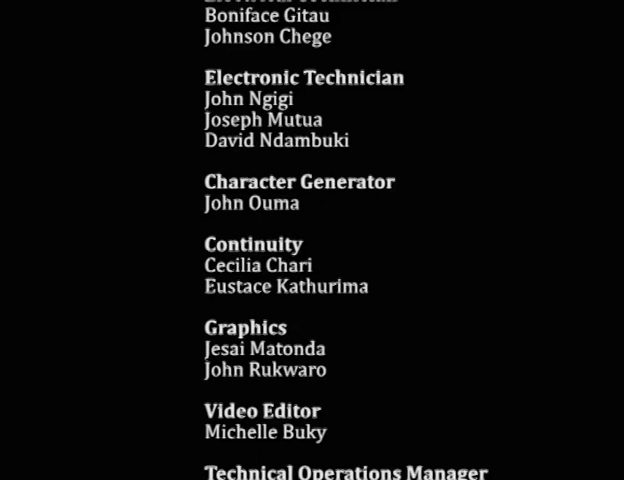 Boniface Gitau
Johnson Chege
Electronic Technician
John Ngigi
Joseph Mutua
David Ndambuki
Character Generator
John Ouma
Continuity
Cecilia Chari
Eustace Kathurima
Graphics
Jesai Matonda
John Rukwaro
Video Editor
Michelle Buky
Technical Operations Manager